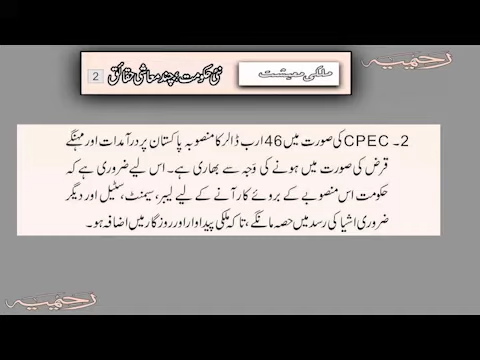 رحیمیہ
ملکی معیشت
نئی حکومت؛ چند معاشی حقائق 2
2۔ CPEC کی صورت میں 46 ارب ڈالر کا منصوبہ پاکستان پر درآمدات اور مہنگے
قرض کی صورت میں ہونے کی وَجہ سے بھاری ہے۔ اس لیے ضروری ہے کہ
حکومت اس منصوبے کے بروئے کار آنے کے لیے لیبر، سیمنٹ، سٹیل اور دیگر
ضروری اشیا کی رسد میں حصہ مانگے، تاکہ ملکی پیداوار اور روزگار میں اضافہ ہو۔
رحیمیہ